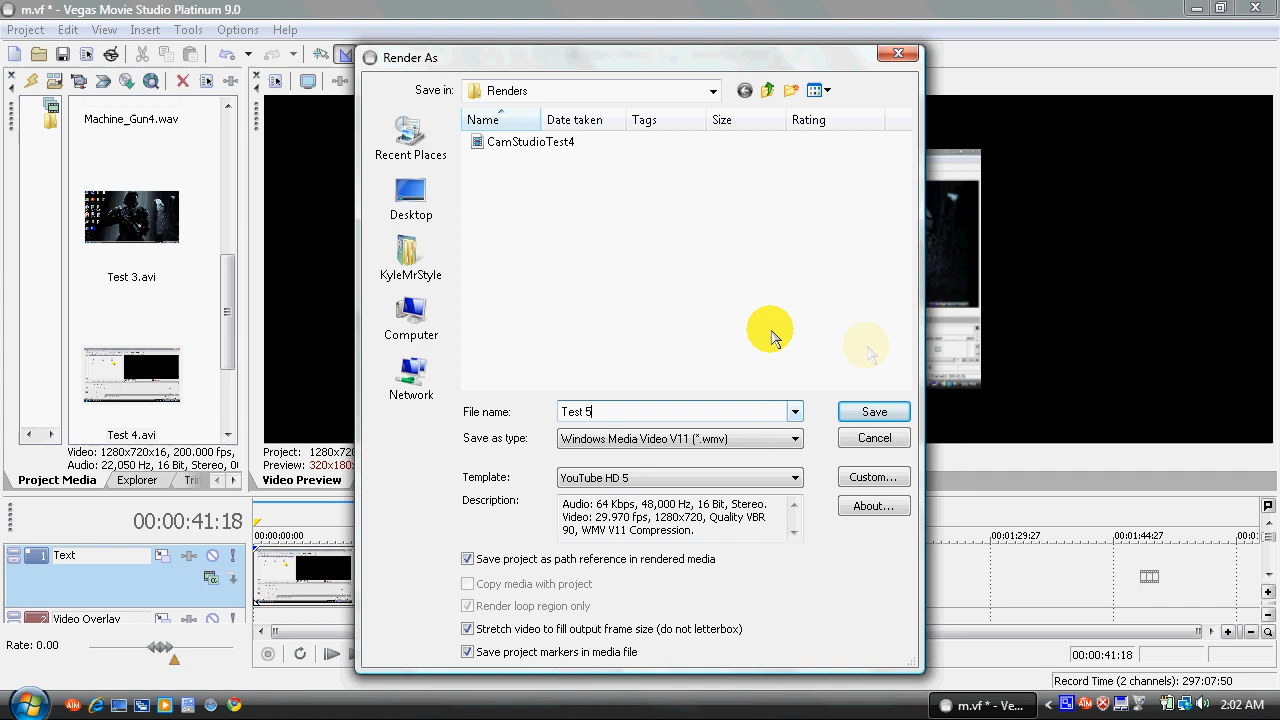 m.vf * - Vegas Movie Studio Platinum 9.0
Project Edit View Insert Tools Options Help
Machine_Gun4.wav
Test 3.avi
Test 4.avi
Video: 1280x720x16, 200.000 fps
Audio: 22,050 Hz, 16 Bit, Stereo, 0
Project Media Explorer Tr
Project: 1280x72
Preview: 320x180
Video Preview
Render As
Save in: Renders
Name Date taken Tags Size Rating
CamStudioTest4
Recent Places
Desktop
KyleMrStyle
Computer
Network
File name: Test 5 Save
Save as type: Windows Media Video V11 (*.wmv) Cancel
Template: YouTube HD 5 Custom...
Description: Audio: 64 Kbps, 48,000 Hz, 16 Bit, Stereo. About...
Video: 29.970 fps, 1280x720, Quality VBR
90, WMV V11 Compression
Save project as path reference in rendered media
Copy media with project
Render loop region only
Stretch video to fill output frame size (do not letterbox)
Save project markers in media file
00:00:41:18
00:00:00:00 00:01:29:27 00:01:44:27 00:0
Text
Video Overlay
Rate: 0.00
00:00:41:18
Record Time (2 channels): 297:07:50
AIM m.vf * - Ve... 2:02 AM